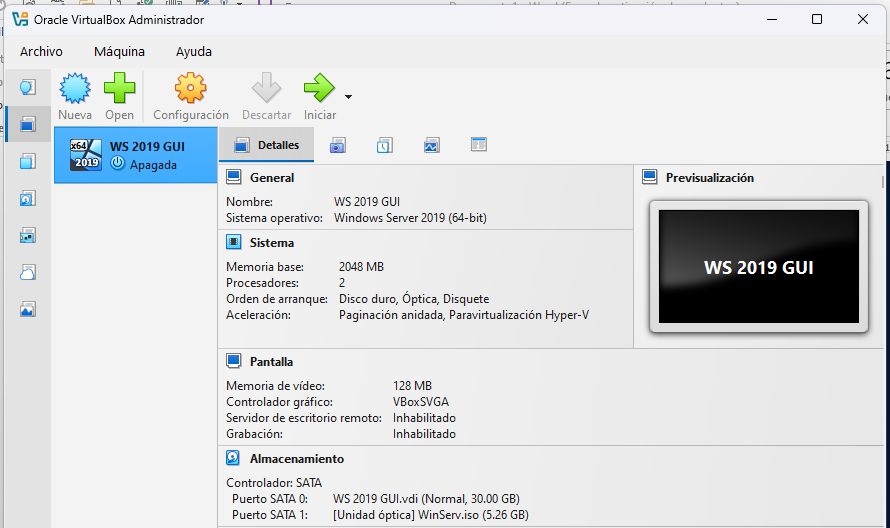 Oracle VirtualBox Administrador
Archivo Máquina Ayuda
Nueva Open Configuración Descartar Iniciar
x64 2019
WS 2019 GUI
Apagada
Detalles
General
Nombre: WS 2019 GUI
Sistema operativo: Windows Server 2019 (64-bit)
Sistema
Memoria base: 2048 MB
Procesadores: 2
Orden de arranque: Disco duro, Óptica, Disquete
Aceleración: Paginación anidada, Paravirtualización Hyper-V
Previsualización
WS 2019 GUI
Pantalla
Memoria de vídeo: 128 MB
Controlador gráfico: VBoxSVGA
Servidor de escritorio remoto: Inhabilitado
Grabación: Inhabilitado
Almacenamiento
Controlador: SATA
Puerto SATA 0: WS 2019 GUI.vdi (Normal, 30.00 GB)
Puerto SATA 1: [Unidad óptica] WinServ.iso (5.26 GB)